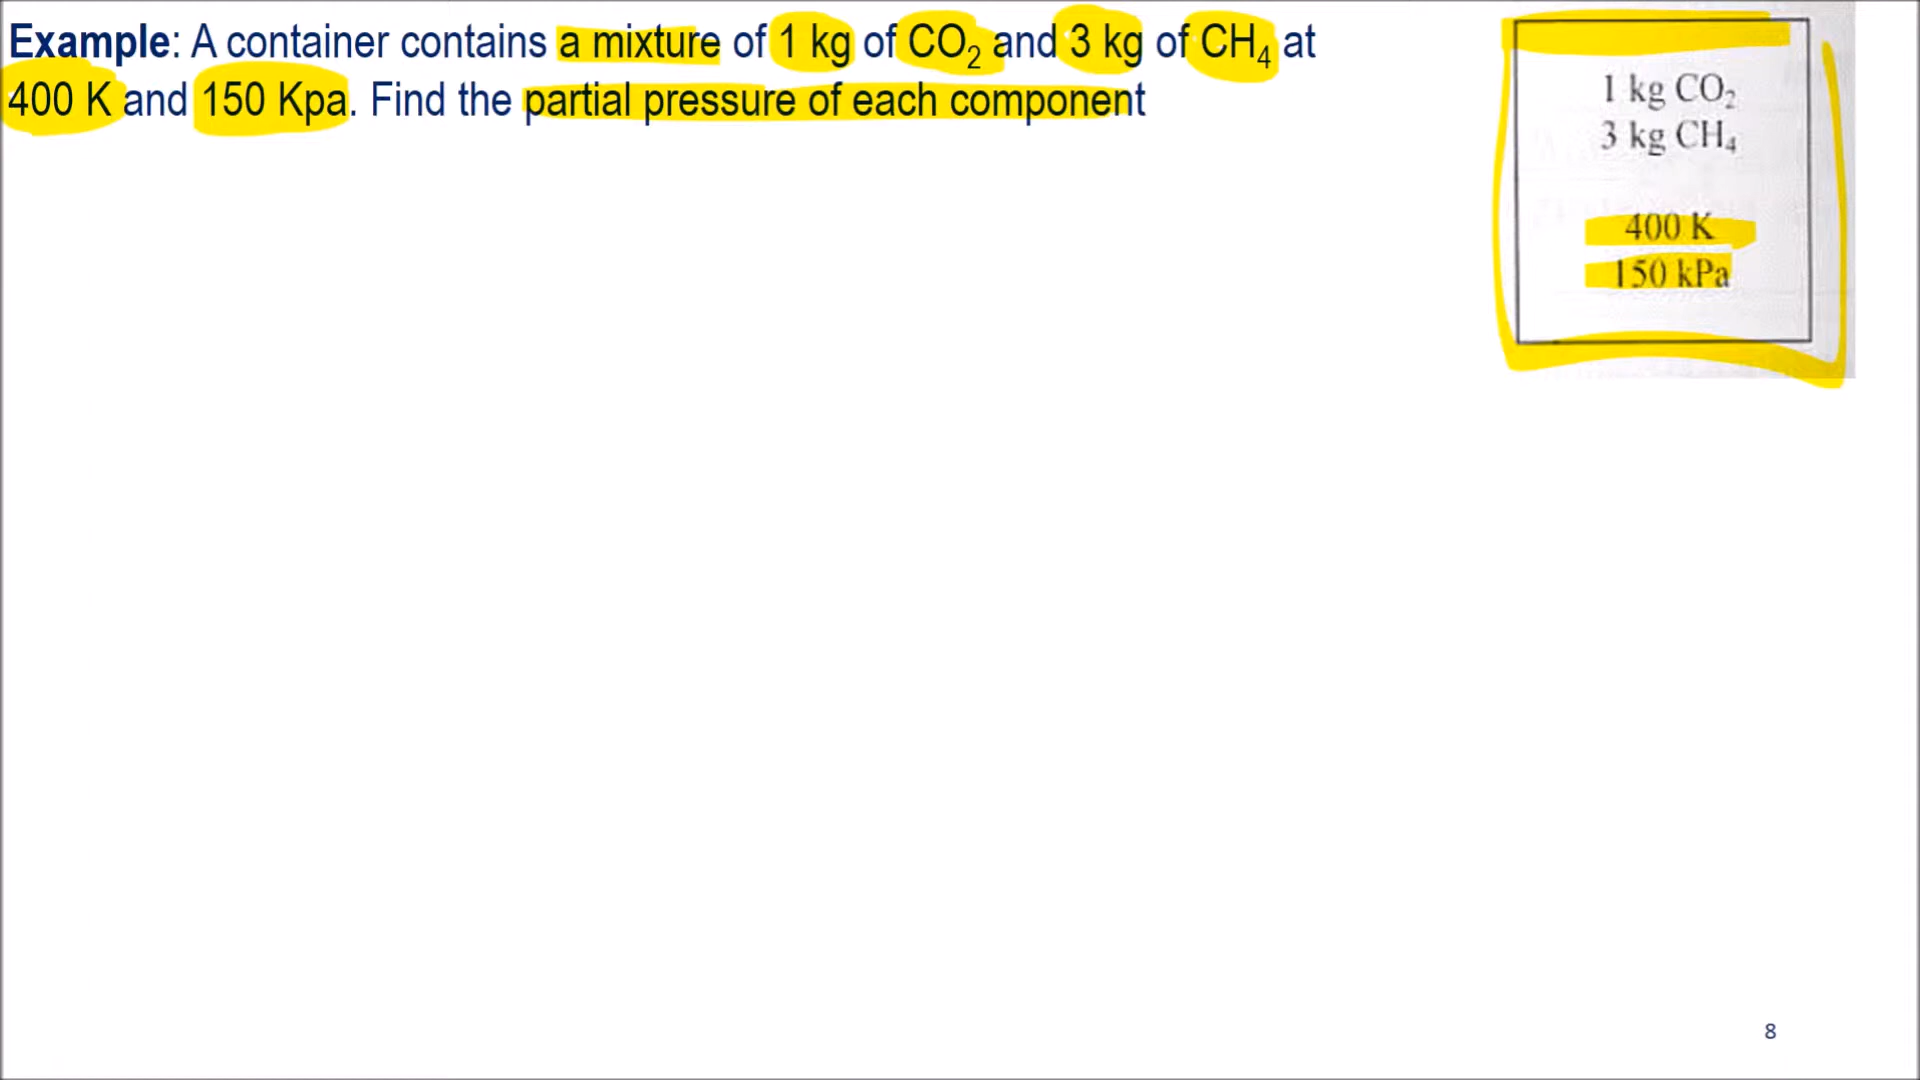 Example: A container contains a mixture of 1 kg of CO₂ and 3 kg of CH₄ at
400 K and 150 Kpa. Find the partial pressure of each component
1 kg CO₂
3 kg CH₄
400 K
150 kPa
8